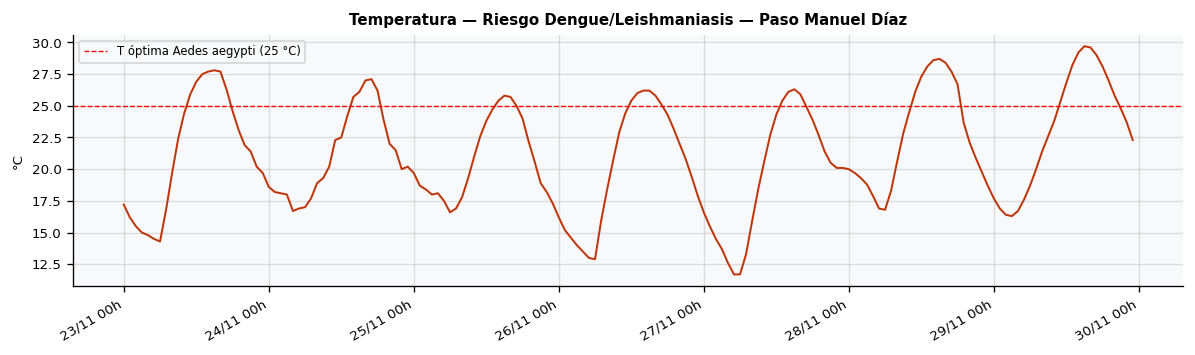 Temperatura — Riesgo Dengue/Leishmaniasis — Paso Manuel Díaz
T óptima Aedes aegypti (25 °C)
°C
30.0
27.5
25.0
22.5
20.0
17.5
15.0
12.5
23/11 00h
24/11 00h
25/11 00h
26/11 00h
27/11 00h
28/11 00h
29/11 00h
30/11 00h